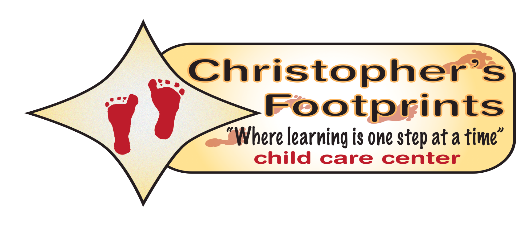 Christopher's
Footprints
"Where learning is one step at a time"
child care center